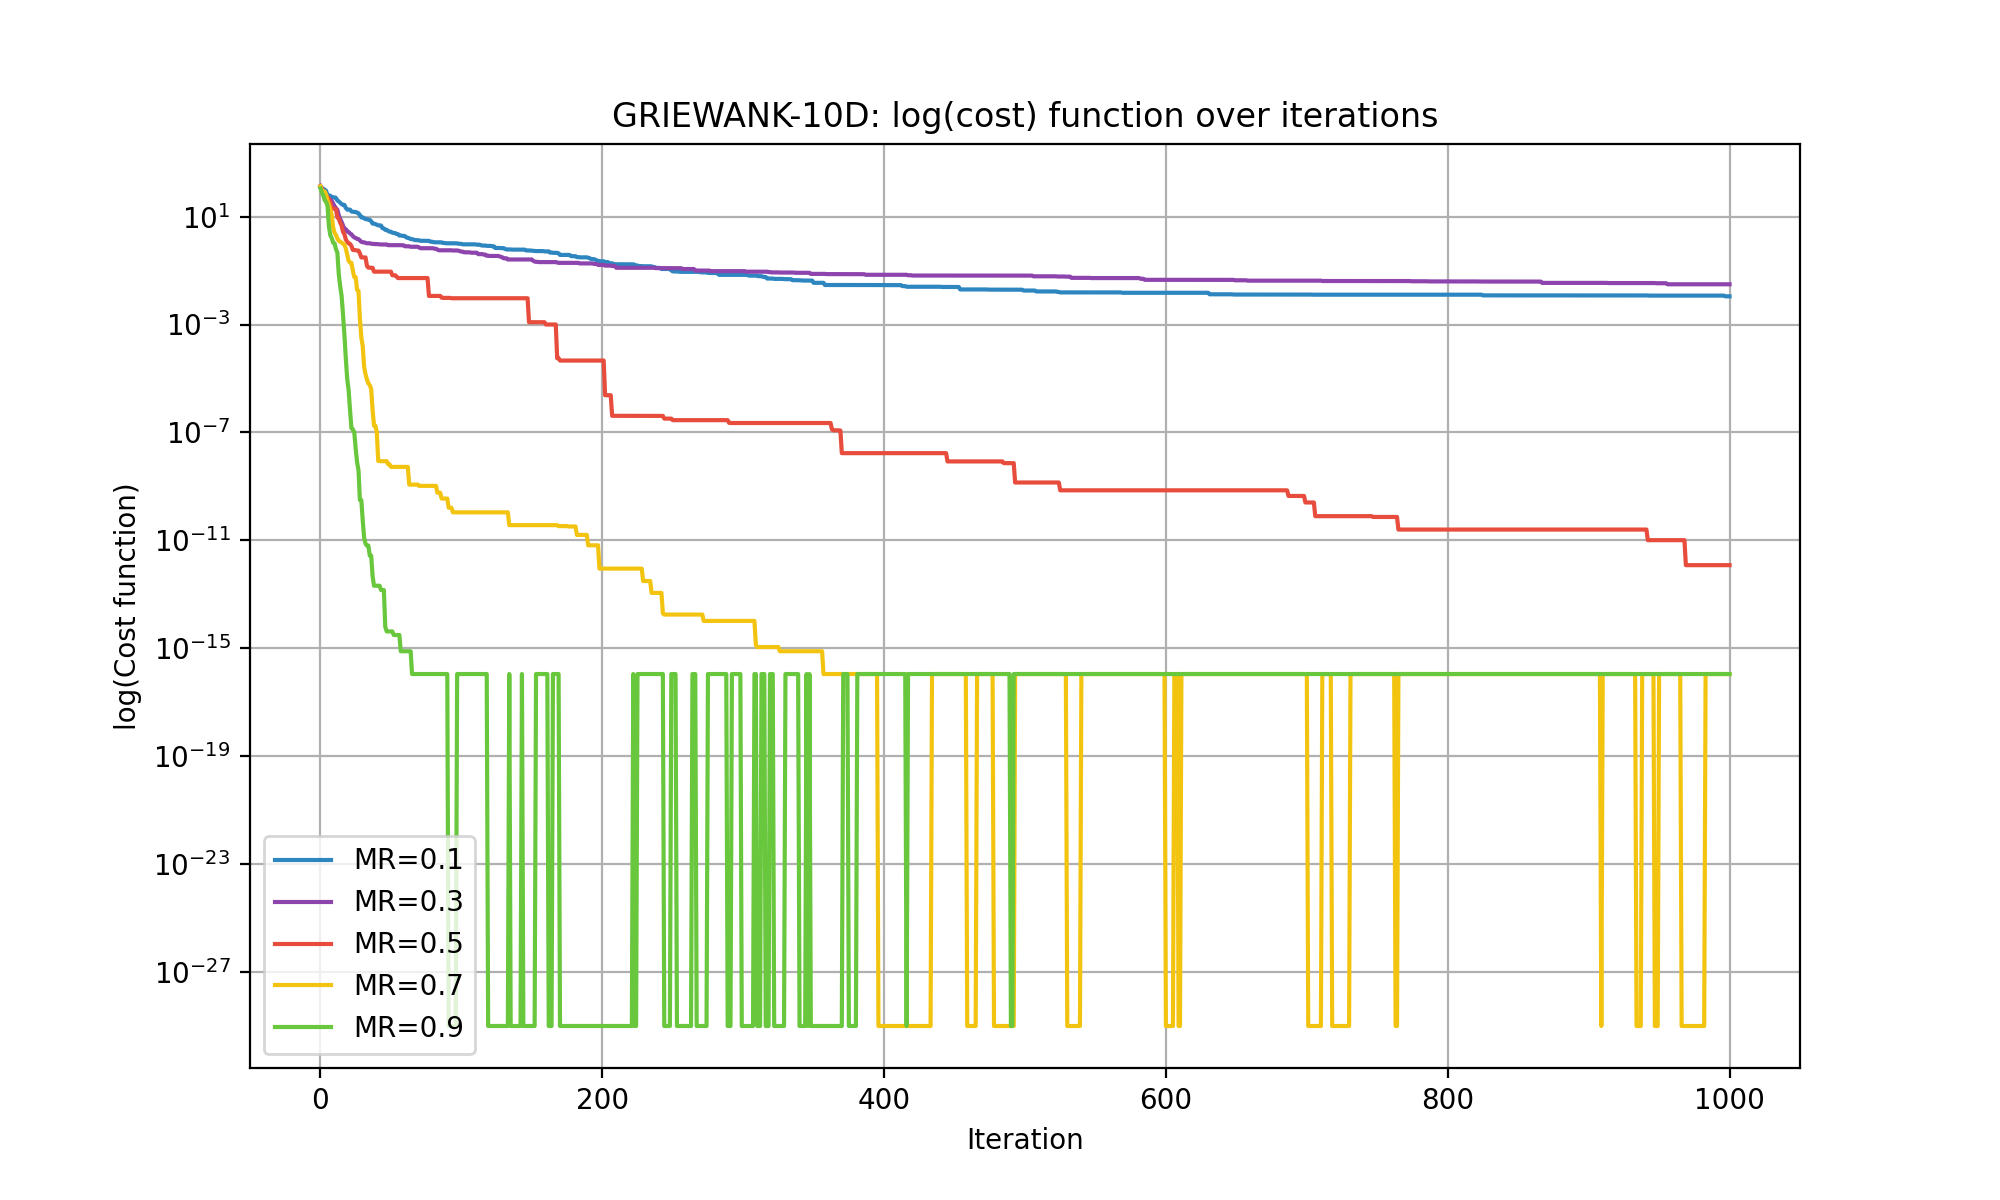 GRIEWANK-10D: log(cost) function over iterations
log(Cost function)
10¹
10⁻³
10⁻⁷
10⁻¹¹
10⁻¹⁵
10⁻¹⁹
10⁻²³
10⁻²⁷
MR=0.1
MR=0.3
MR=0.5
MR=0.7
MR=0.9
0 200 400 600 800 1000
Iteration